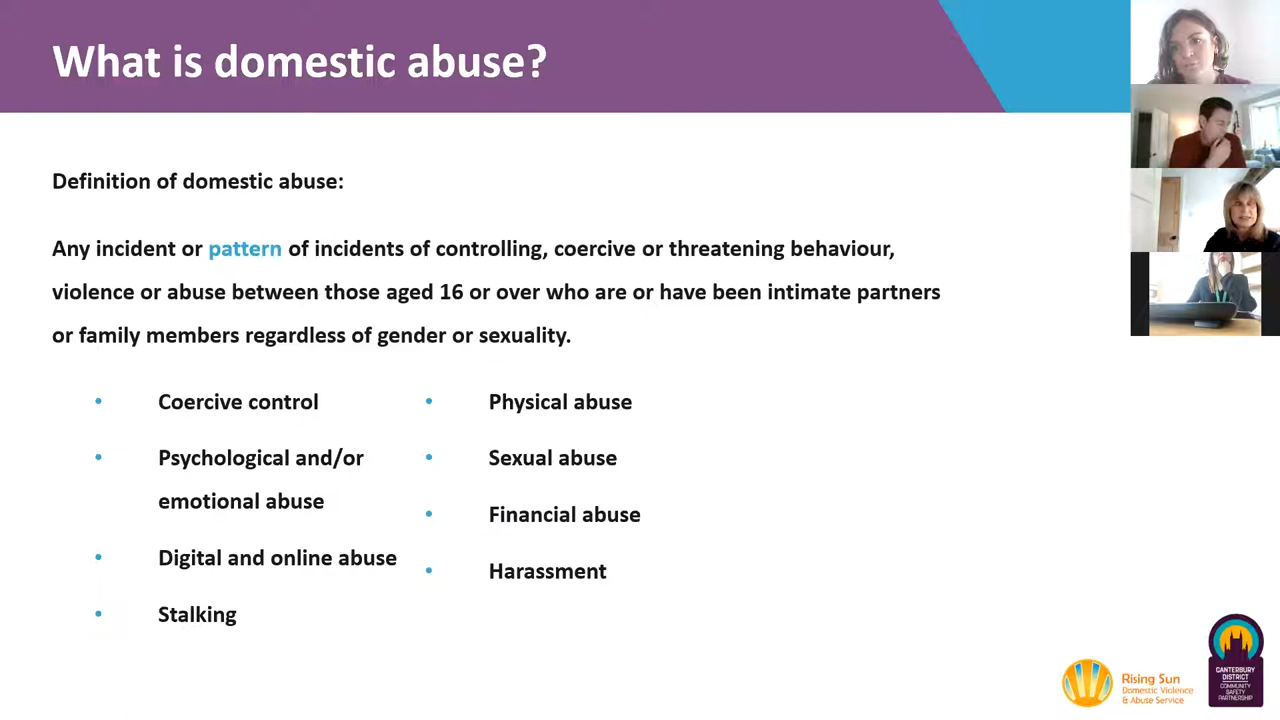 What is domestic abuse?
Definition of domestic abuse:
Any incident or pattern of incidents of controlling, coercive or threatening behaviour,
violence or abuse between those aged 16 or over who are or have been intimate partners
or family members regardless of gender or sexuality.
• Coercive control
• Psychological and/or
emotional abuse
• Digital and online abuse
• Stalking
• Physical abuse
• Sexual abuse
• Financial abuse
• Harassment
Rising Sun
Domestic Violence
& Abuse Service
CANTERBURY
DISTRICT
COMMUNITY
SAFETY
PARTNERSHIP